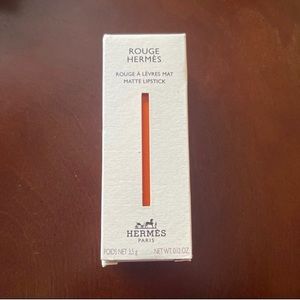 ROUGE
HERMÈS
ROUGE À LÈVRES MAT
MATTE LIPSTICK
HERMÈS
PARIS
POIDS NET 3,5 g NET WT. 0.12 OZ.